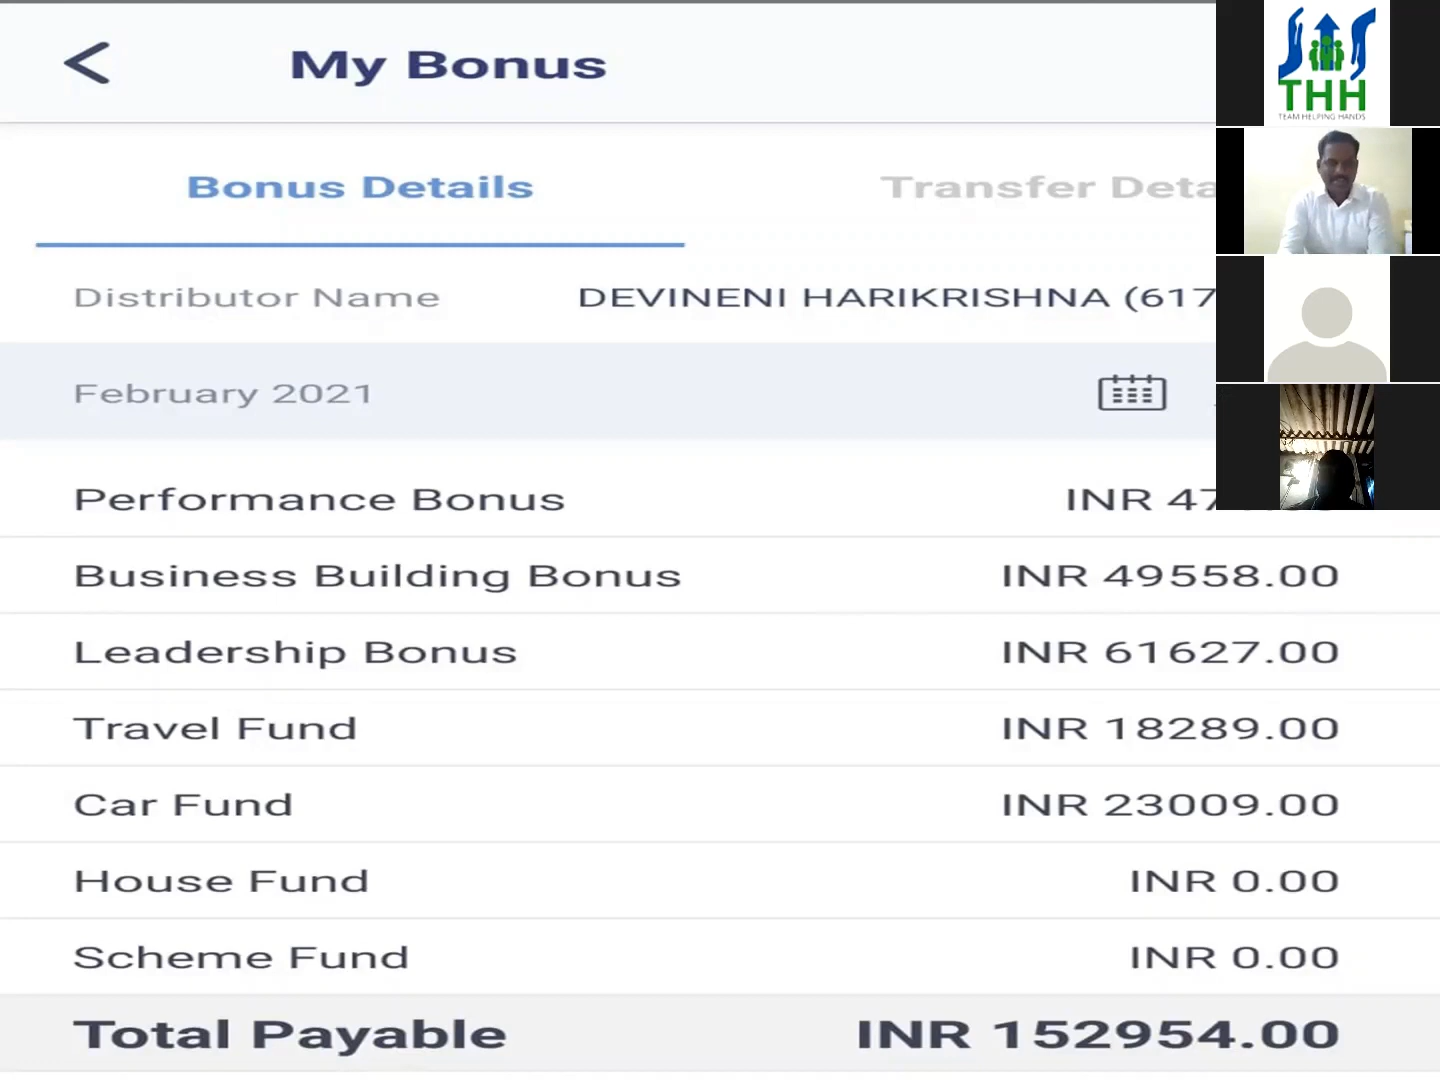 My Bonus
Bonus Details
Transfer
Distributor Name DEVINENI HARIKRISHNA (617
February 2021
Performance Bonus INR 47
Business Building Bonus INR 49558.00
Leadership Bonus INR 61627.00
Travel Fund INR 18289.00
Car Fund INR 23009.00
House Fund INR 0.00
Scheme Fund INR 0.00
Total Payable INR 152954.00
THH
TEAM HELPING HANDS